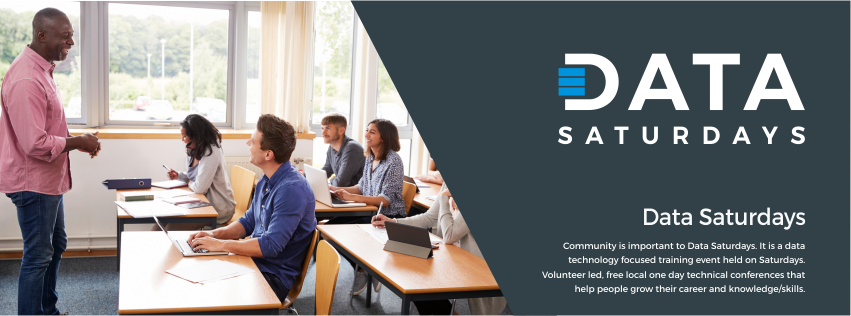 DATA
SATURDAYS
Data Saturdays
Community is important to Data Saturdays. It is a data
technology focused training event held on Saturdays.
Volunteer led, free local one day technical conferences that
help people grow their career and knowledge/skills.